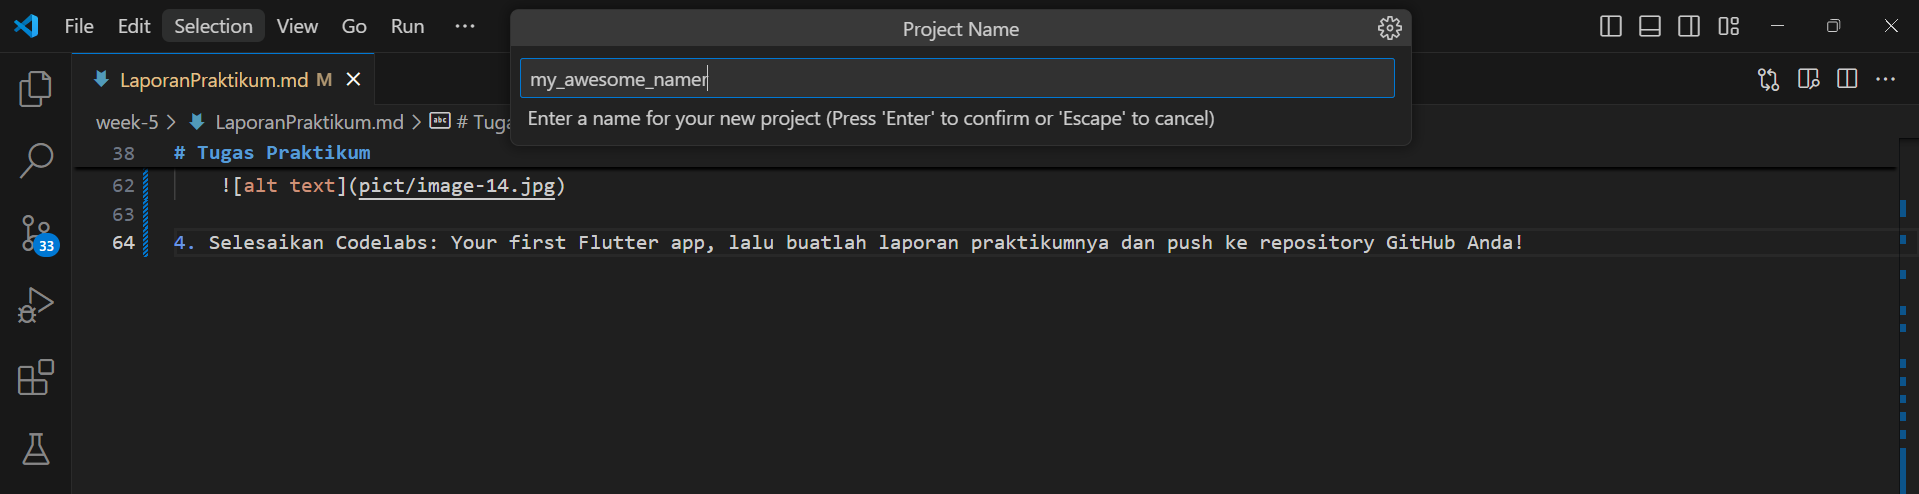 File Edit Selection View Go Run ...
Project Name
LaporanPraktikum.md M
my_awesome_namer
week-5 > LaporanPraktikum.md > # Tuga
Enter a name for your new project (Press 'Enter' to confirm or 'Escape' to cancel)
38 # Tugas Praktikum
62 ![alt text](pict/image-14.jpg)
63
64 4. Selesaikan Codelabs: Your first Flutter app, lalu buatlah laporan praktikumnya dan push ke repository GitHub Anda!
33